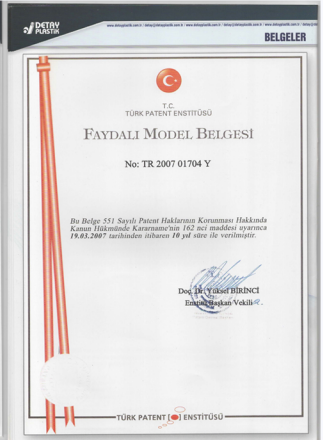 DETAY
PLASTİK
BELGELER
T.C.
TÜRK PATENT ENSTİTÜSÜ
FAYDALI MODEL BELGESİ
No: TR 2007 01704 Y
Bu Belge 551 Sayılı Patent Haklarının Korunması Hakkında
Kanun Hükmünde Kararname'nin 162 nci maddesi uyarınca
19.03.2007 tarihinden itibaren 10 yıl süre ile verilmiştir.
Doç. Dr. Yüksel BİRİNCİ
Enstitü Başkan Vekili
TÜRK PATENT ENSTİTÜSÜ